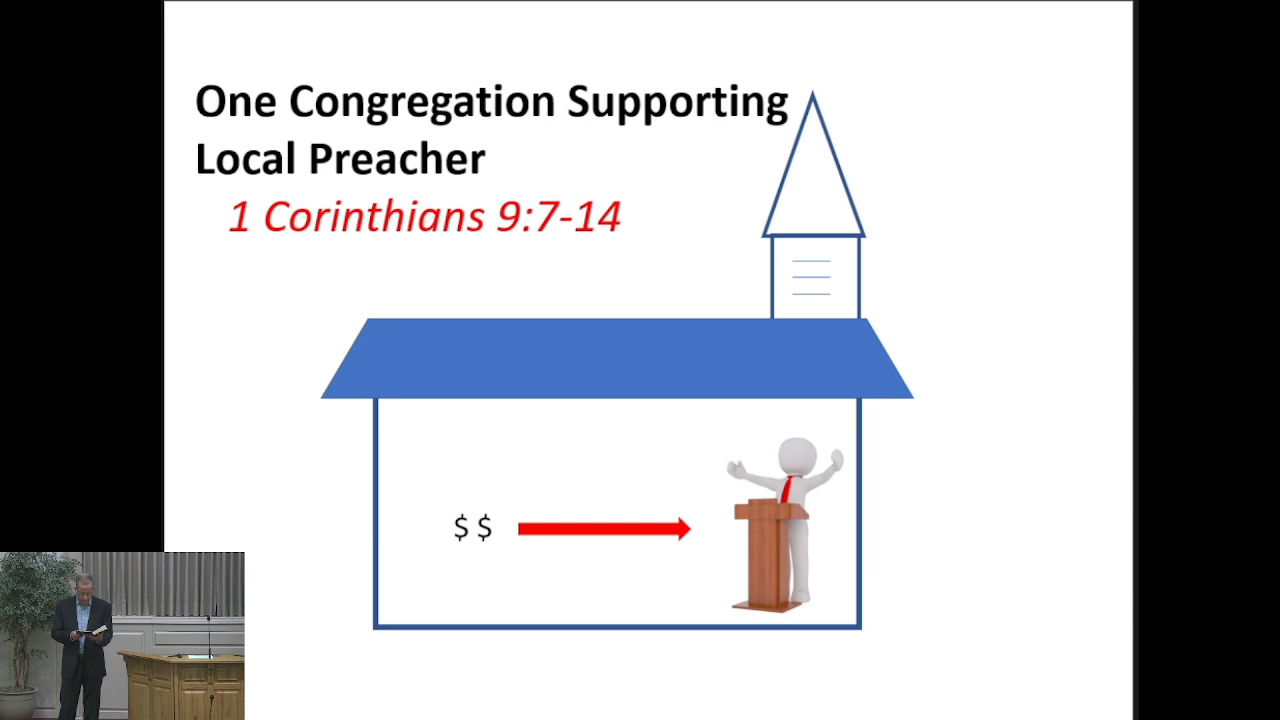 One Congregation Supporting
Local Preacher
1 Corinthians 9:7-14
$ $